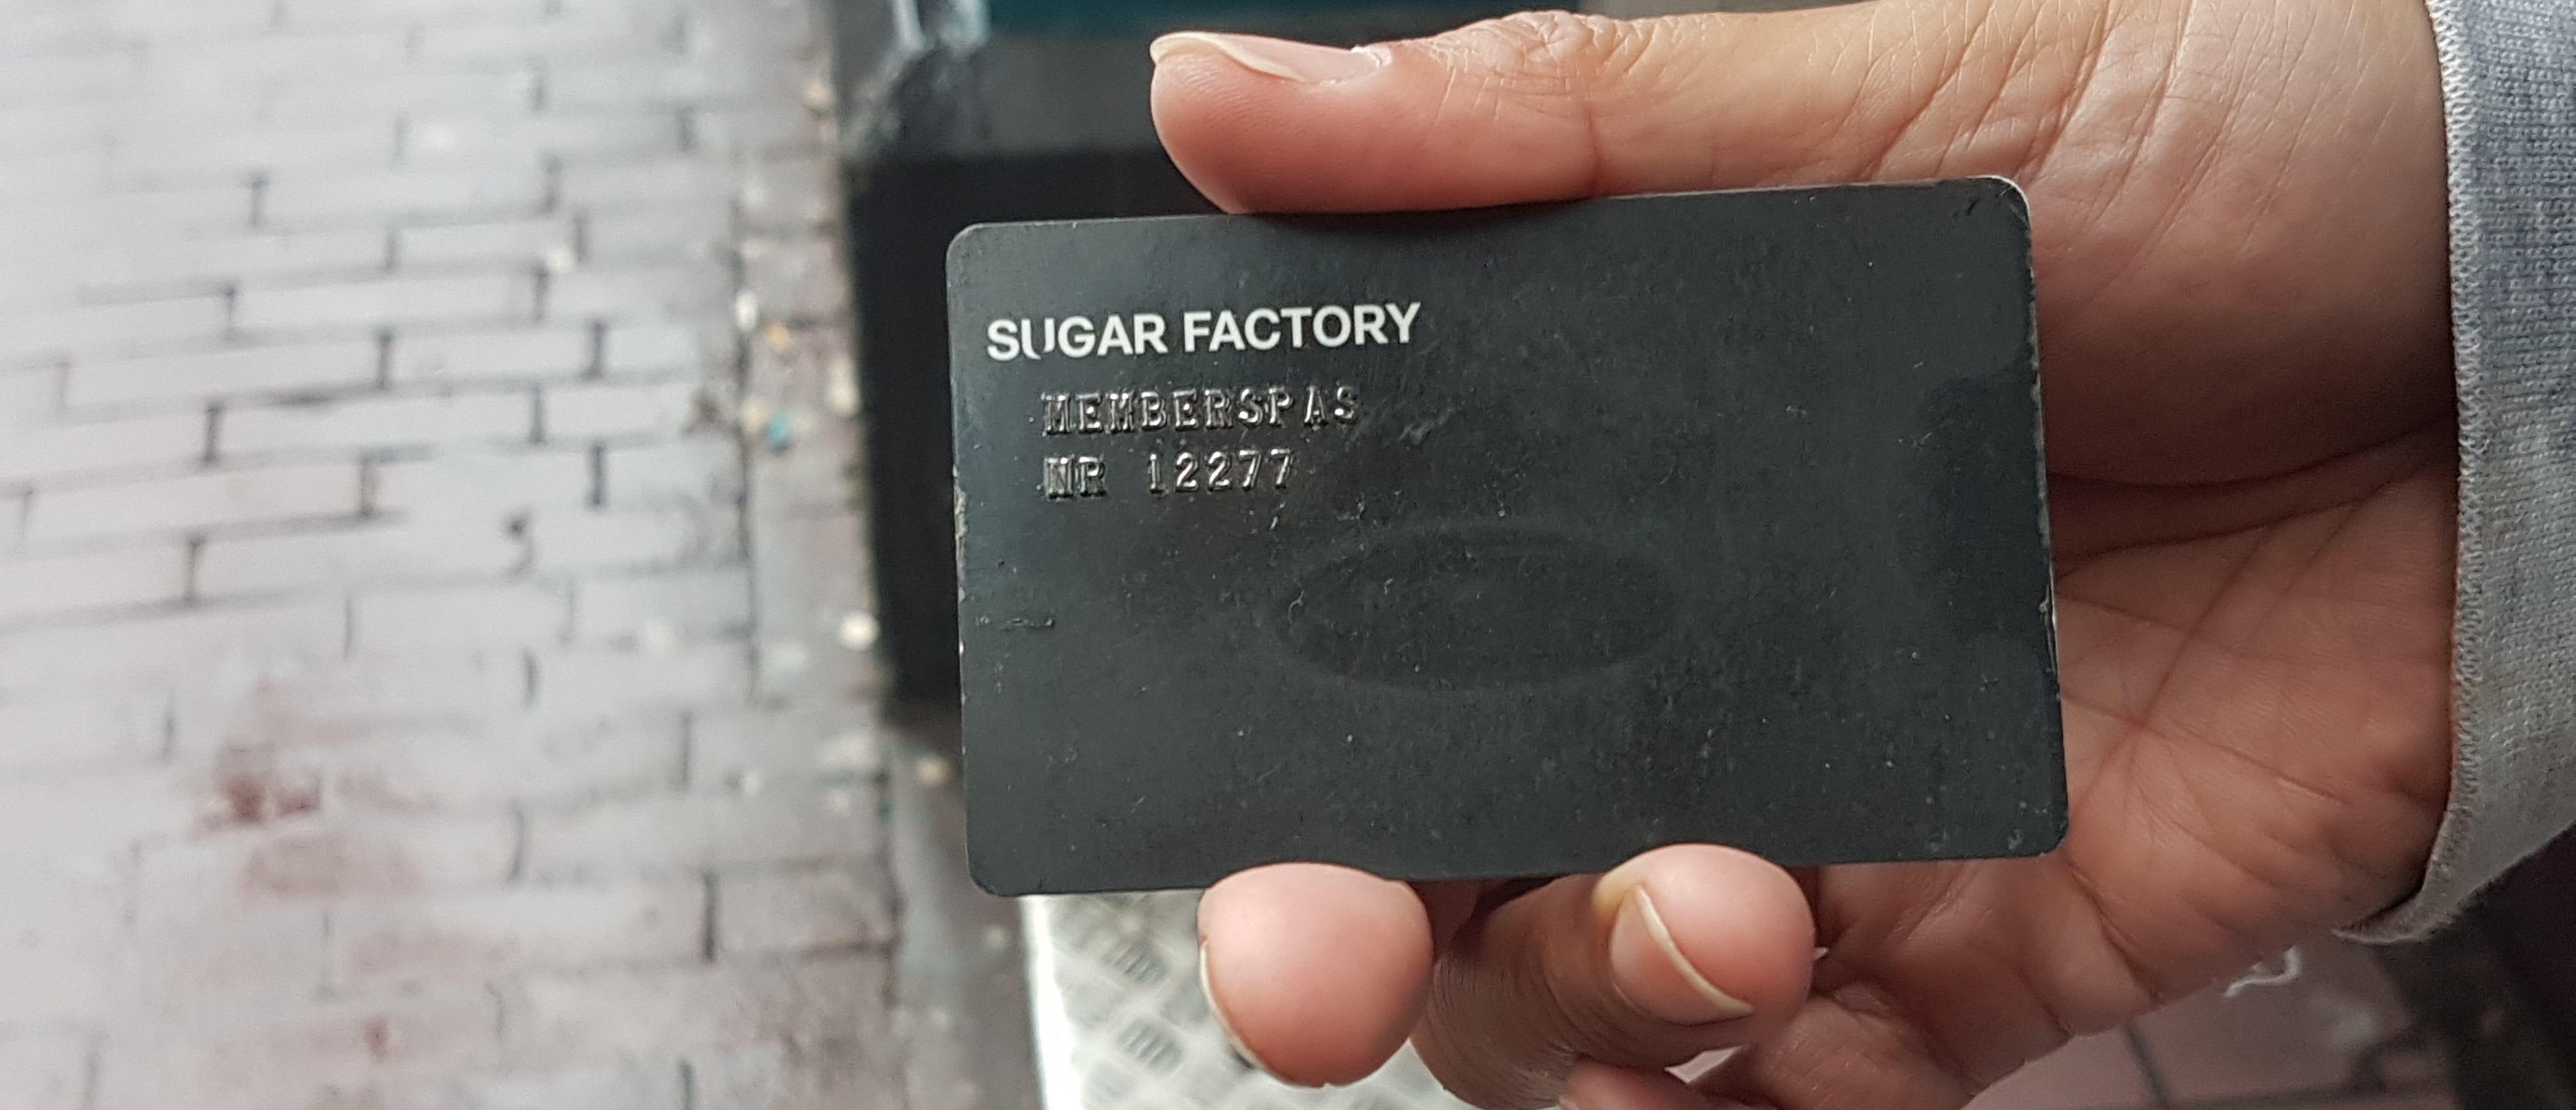 SUGAR FACTORY
MEMBERSPAS
NR 12277